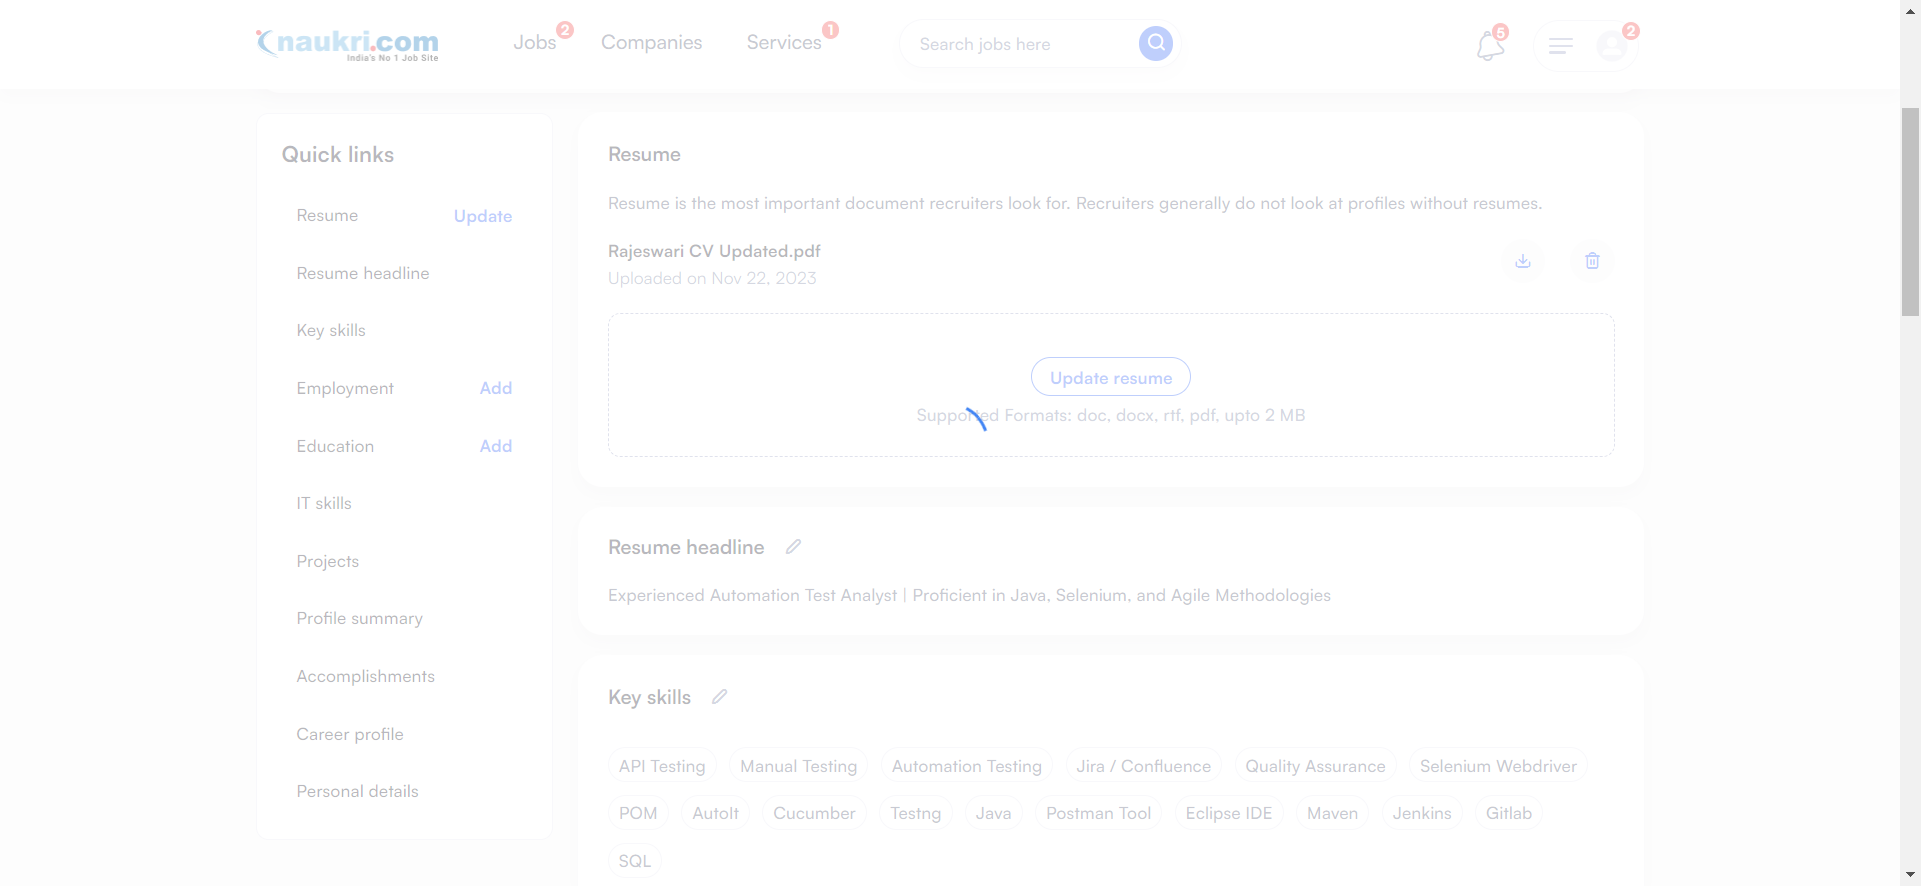 naukri.com
India's No 1 Job Site
Jobs 2
Companies
Services 1
Search jobs here
5
2
Quick links
Resume Update
Resume headline
Key skills
Employment Add
Education Add
IT skills
Projects
Profile summary
Accomplishments
Career profile
Personal details
Resume
Resume is the most important document recruiters look for. Recruiters generally do not look at profiles without resumes.
Rajeswari CV Updated.pdf
Uploaded on Nov 22, 2023
Update resume
Supported Formats: doc, docx, rtf, pdf, upto 2 MB
Resume headline
Experienced Automation Test Analyst | Proficient in Java, Selenium, and Agile Methodologies
Key skills
API Testing Manual Testing Automation Testing Jira / Confluence Quality Assurance Selenium Webdriver
POM AutoIt Cucumber Testng Java Postman Tool Eclipse IDE Maven Jenkins Gitlab
SQL